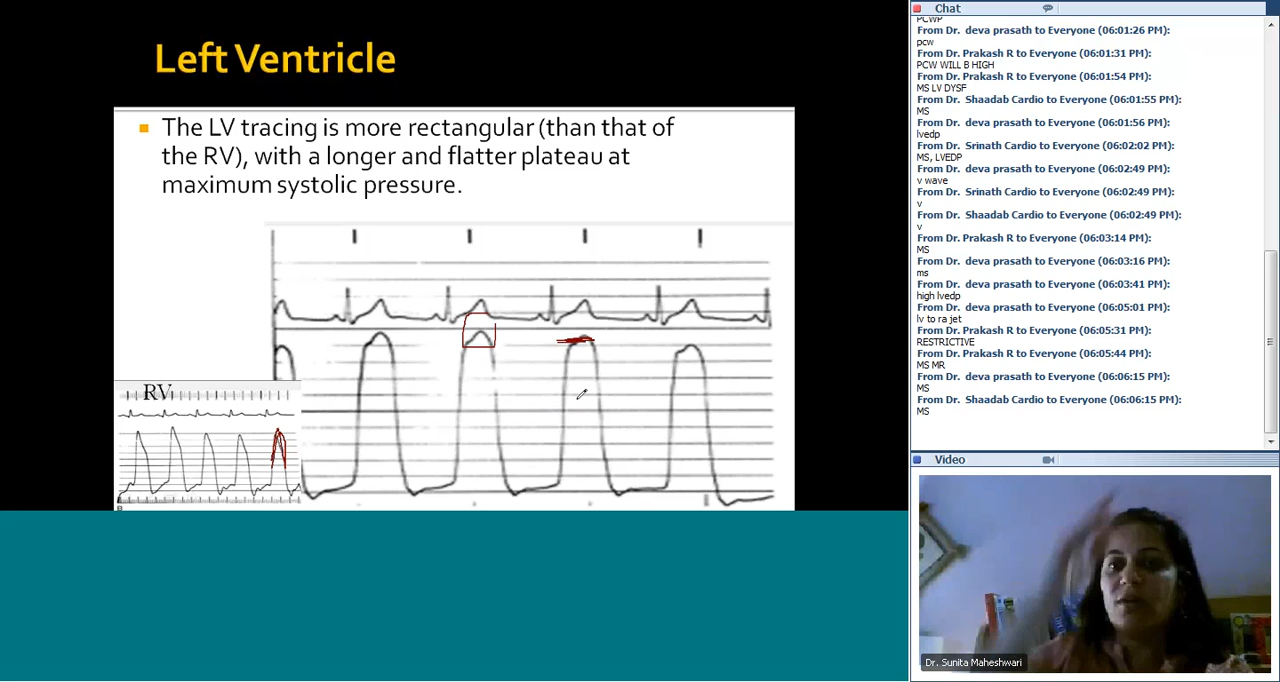 Left Ventricle
The LV tracing is more rectangular (than that of
the RV), with a longer and flatter plateau at
maximum systolic pressure.
RV
B
Chat
PCWP
From Dr. deva prasath to Everyone (06:01:26 PM):
pcw
From Dr. Prakash R to Everyone (06:01:31 PM):
PCW WILL B HIGH
From Dr. Prakash R to Everyone (06:01:54 PM):
MS LV DYSF
From Dr. Shaadab Cardio to Everyone (06:01:55 PM):
MS
From Dr. deva prasath to Everyone (06:01:56 PM):
lvedp
From Dr. Srinath Cardio to Everyone (06:02:02 PM):
MS, LVEDP
From Dr. deva prasath to Everyone (06:02:49 PM):
v wave
From Dr. Srinath Cardio to Everyone (06:02:49 PM):
v
From Dr. Shaadab Cardio to Everyone (06:02:49 PM):
v
From Dr. Prakash R to Everyone (06:03:14 PM):
MS
From Dr. deva prasath to Everyone (06:03:16 PM):
ms
From Dr. deva prasath to Everyone (06:03:41 PM):
high lvedp
From Dr. deva prasath to Everyone (06:05:01 PM):
lv to ra jet
From Dr. Prakash R to Everyone (06:05:31 PM):
RESTRICTIVE
From Dr. Prakash R to Everyone (06:05:44 PM):
MS MR
From Dr. deva prasath to Everyone (06:06:15 PM):
MS
From Dr. Shaadab Cardio to Everyone (06:06:15 PM):
MS
Video
Dr. Sunita Maheshwari